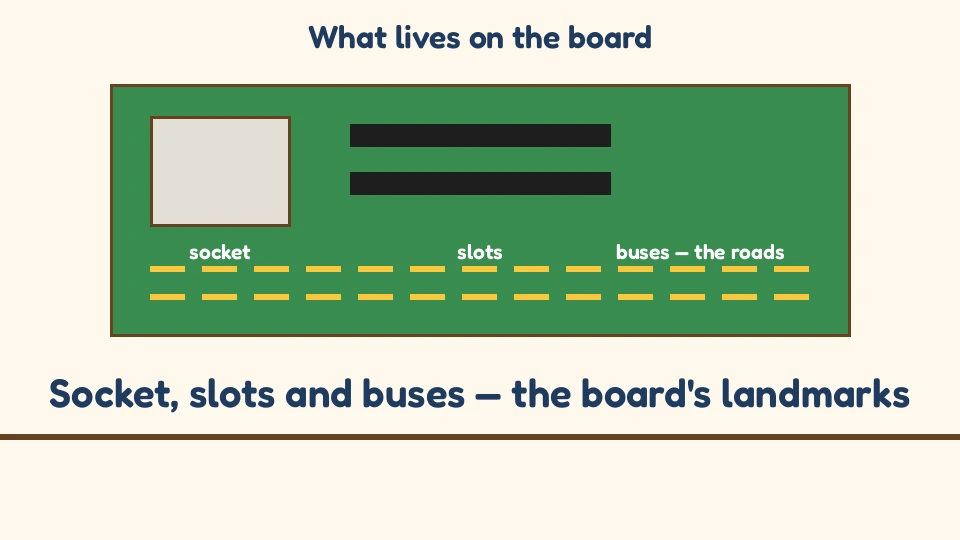 What lives on the board
socket
slots
buses — the roads
Socket, slots and buses — the board's landmarks